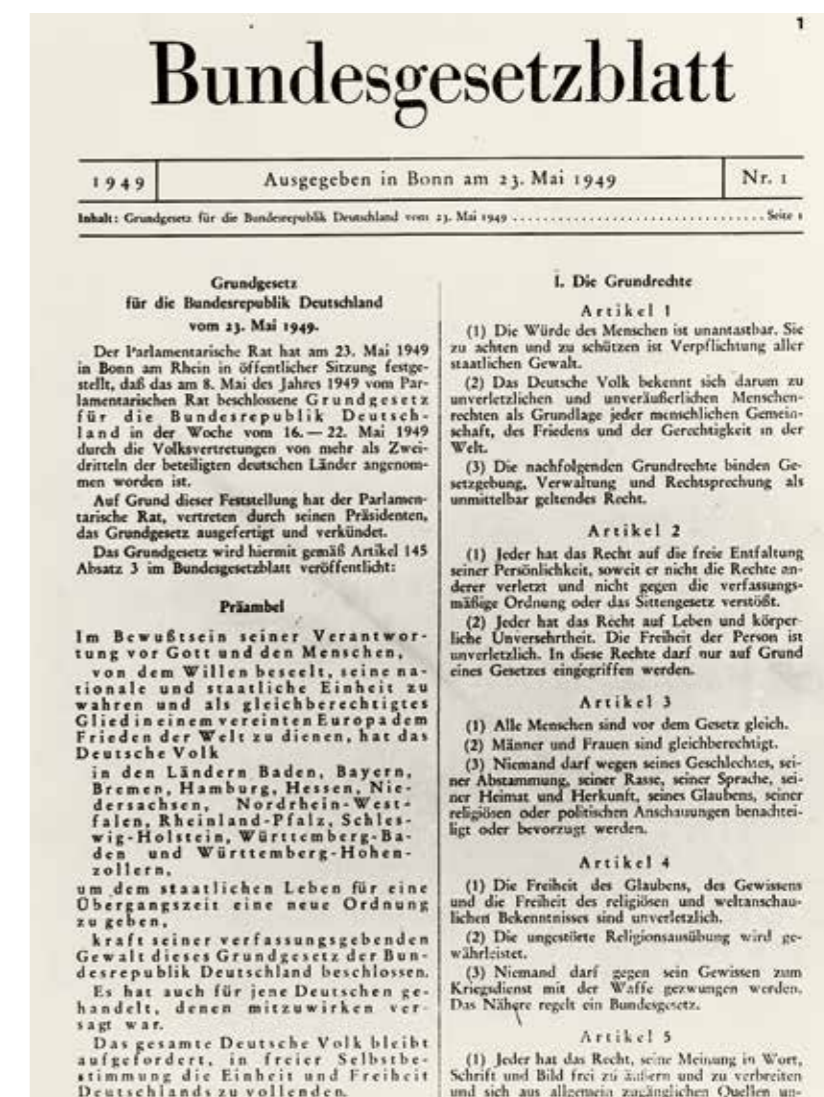 1
Bundesgesetzblatt
1949
Ausgegeben in Bonn am 23. Mai 1949
Nr. 1
Inhalt: Grundgesetz für die Bundesrepublik Deutschland vom 23. Mai 1949 ................................ Seite 1
Grundgesetz
für die Bundesrepublik Deutschland
vom 23. Mai 1949.
Der Parlamentarische Rat hat am 23. Mai 1949
in Bonn am Rhein in öffentlicher Sitzung festge-
stellt, daß das am 8. Mai des Jahres 1949 vom Par-
lamentarischen Rat beschlossene Grundgesetz
für die Bundesrepublik Deutsch-
land in der Woche vom 16.—22. Mai 1949
durch die Volksvertretungen von mehr als Zwei-
dritteln der beteiligten deutschen Länder angenom-
men worden ist.
Auf Grund dieser Feststellung hat der Parlamen-
tarische Rat, vertreten durch seinen Präsidenten,
das Grundgesetz ausgefertigt und verkündet.
Das Grundgesetz wird hiermit gemäß Artikel 145
Absatz 3 im Bundesgesetzblatt veröffentlicht:
Präambel
Im Bewußtsein seiner Verantwor-
tung vor Gott und den Menschen,
von dem Willen beseelt, seine na-
tionale und staatliche Einheit zu
wahren und als gleichberechtigtes
Glied in einem vereinten Europa dem
Frieden der Welt zu dienen, hat das
Deutsche Volk
in den Ländern Baden, Bayern,
Bremen, Hamburg, Hessen, Nie-
dersachsen, Nordrhein-West-
falen, Rheinland-Pfalz, Schles-
wig-Holstein, Württemberg-Ba-
den und Württemberg-Hohen-
zollern,
um dem staatlichen Leben für eine
Übergangszeit eine neue Ordnung
zu geben,
kraft seiner verfassungsgebenden
Gewalt dieses Grundgesetz der Bun-
desrepublik Deutschland beschlossen.
Es hat auch für jene Deutschen ge-
handelt, denen mitzuwirken ver-
sagt war.
Das gesamte Deutsche Volk bleibt
aufgefordert, in freier Selbstbe-
stimmung die Einheit und Freiheit
Deutschlands zu vollenden.
I. Die Grundrechte
Artikel 1
(1) Die Würde des Menschen ist unantastbar. Sie
zu achten und zu schützen ist Verpflichtung aller
staatlichen Gewalt.
(2) Das Deutsche Volk bekennt sich darum zu
unverletzlichen und unveräußerlichen Menschen-
rechten als Grundlage jeder menschlichen Gemein-
schaft, des Friedens und der Gerechtigkeit in der
Welt.
(3) Die nachfolgenden Grundrechte binden Ge-
setzgebung, Verwaltung und Rechtsprechung als
unmittelbar geltendes Recht.
Artikel 2
(1) Jeder hat das Recht auf die freie Entfaltung
seiner Persönlichkeit, soweit er nicht die Rechte an-
derer verletzt und nicht gegen die verfassungs-
mäßige Ordnung oder das Sittengesetz verstößt.
(2) Jeder hat das Recht auf Leben und körper-
liche Unversehrtheit. Die Freiheit der Person ist
unverletzlich. In diese Rechte darf nur auf Grund
eines Gesetzes eingegriffen werden.
Artikel 3
(1) Alle Menschen sind vor dem Gesetz gleich.
(2) Männer und Frauen sind gleichberechtigt.
(3) Niemand darf wegen seines Geschlechtes, sei-
ner Abstammung, seiner Rasse, seiner Sprache, sei-
ner Heimat und Herkunft, seines Glaubens, seiner
religiösen oder politischen Anschauungen benachtei-
ligt oder bevorzugt werden.
Artikel 4
(1) Die Freiheit des Glaubens, des Gewissens
und die Freiheit des religiösen und weltanschau-
lichen Bekenntnisses sind unverletzlich.
(2) Die ungestörte Religionsausübung wird ge-
währleistet.
(3) Niemand darf gegen sein Gewissen zum
Kriegsdienst mit der Waffe gezwungen werden.
Das Nähere regelt ein Bundesgesetz.
Artikel 5
(1) Jeder hat das Recht, seine Meinung in Wort,
Schrift und Bild frei zu äußern und zu verbreiten
und sich aus allgemein zugänglichen Quellen un-